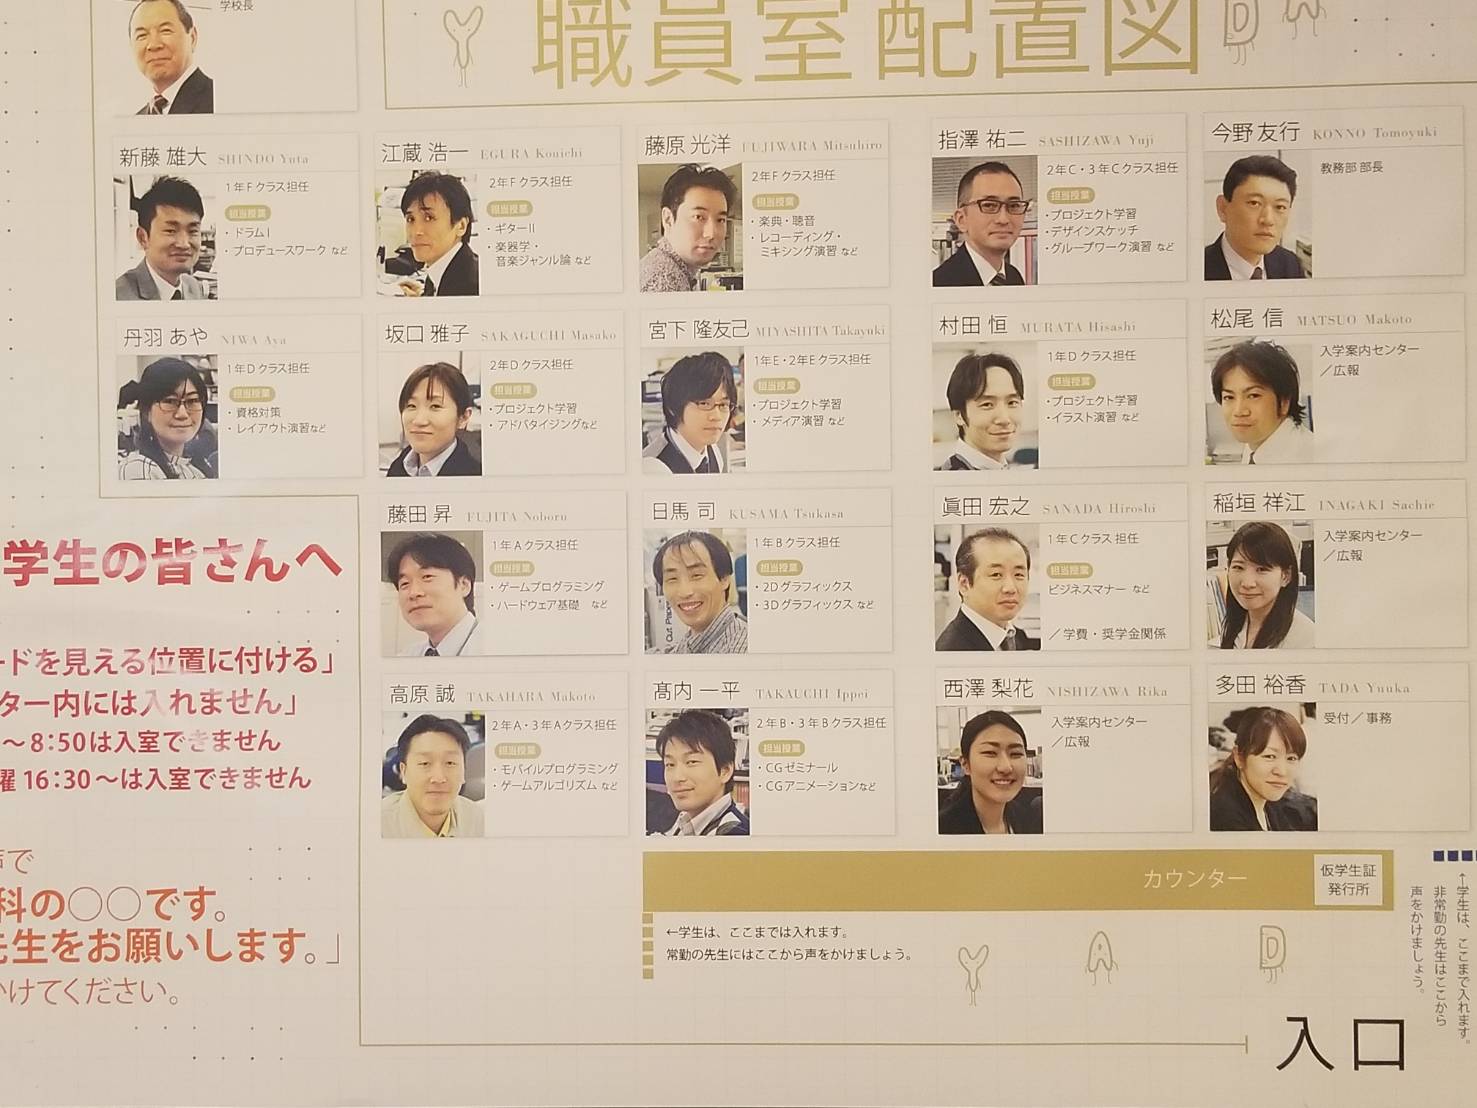 学校長
職員室配置図
新藤 雄大 SHINDO Yuta
1年Fクラス担任
担当授業
・ドラムⅠ
・プロデュースワーク など
江蔵 浩一 EGURA Kouichi
2年Fクラス担任
担当授業
・ギターⅡ
・楽器学・
音楽ジャンル論 など
藤原 光洋 FUJIWARA Mitsuhiro
2年Fクラス担任
担当授業
・楽典・聴音
・レコーディング・
ミキシング演習 など
指澤 祐二 SASHIZAWA Yuji
2年C・3年Cクラス担任
担当授業
・プロジェクト学習
・デザインスケッチ
・グループワーク演習 など
今野 友行 KONNO Tomoyuki
教務部 部長
丹羽 あや NIWA Aya
1年Dクラス担任
担当授業
・資格対策
・レイアウト演習など
坂口 雅子 SAKAGUCHI Masako
2年Dクラス担任
担当授業
・プロジェクト学習
・アドバタイジングなど
宮下 隆友己 MIYASHITA Takayuki
1年E・2年Eクラス担任
担当授業
・プロジェクト学習
・メディア演習 など
村田 恒 MURATA Hisashi
1年Dクラス担任
担当授業
・プロジェクト学習
・イラスト演習 など
松尾 信 MATSUO Makoto
入学案内センター
／広報
藤田 昇 FUJITA Noboru
1年Aクラス担任
担当授業
・ゲームプログラミング
・ハードウェア基礎 など
日馬 司 KUSAMA Tsukasa
1年Bクラス担任
担当授業
・2Dグラフィックス
・3Dグラフィックス など
眞田 宏之 SANADA Hiroshi
1年Cクラス担任
担当授業
ビジネスマナー など
／学費・奨学金関係
稲垣 祥江 INAGAKI Sachie
入学案内センター
／広報
高原 誠 TAKAHARA Makoto
2年A・3年Aクラス担任
担当授業
・モバイルプログラミング
・ゲームアルゴリズム など
髙内 一平 TAKAUCHI Ippei
2年B・3年Bクラス担任
担当授業
・CGゼミナール
・CGアニメーションなど
西澤 梨花 NISHIZAWA Rika
入学案内センター
／広報
多田 裕香 TADA Yuuka
受付／事務
学生の皆さんへ
ードを見える位置に付ける」
ター内には入れません」
～8:50は入室できません
曜 16:30～は入室できません
声で
科の○○です。
先生をお願いします。」
かけてください。
カウンター
仮学生証
発行所
←学生は、ここまでは入れます。
常勤の先生にはここから声をかけましょう。
Y A D
←学生は、ここまで入れます。
非常勤の先生はここから
声をかけましょう。
入口